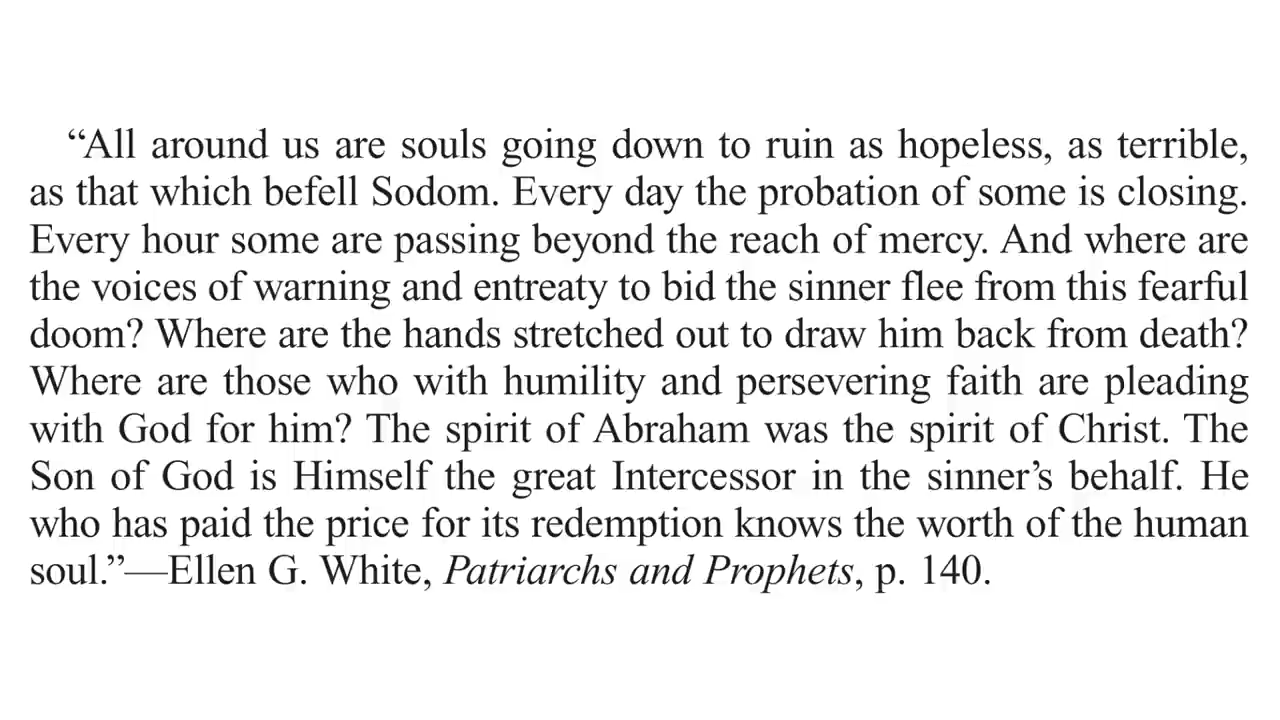 “All around us are souls going down to ruin as hopeless, as terrible,
as that which befell Sodom. Every day the probation of some is closing.
Every hour some are passing beyond the reach of mercy. And where are
the voices of warning and entreaty to bid the sinner flee from this fearful
doom? Where are the hands stretched out to draw him back from death?
Where are those who with humility and persevering faith are pleading
with God for him? The spirit of Abraham was the spirit of Christ. The
Son of God is Himself the great Intercessor in the sinner’s behalf. He
who has paid the price for its redemption knows the worth of the human
soul.”—Ellen G. White, Patriarchs and Prophets, p. 140.